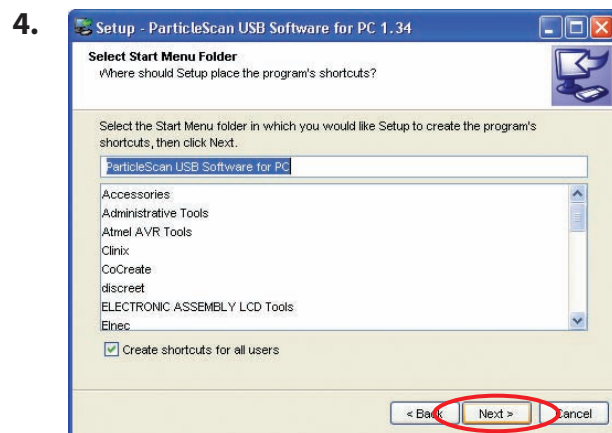 4.
Setup - ParticleScan USB Software for PC 1.34
Select Start Menu Folder
Where should Setup place the program's shortcuts?
Select the Start Menu folder in which you would like Setup to create the program's
shortcuts, then click Next.
ParticleScan USB Software for PC
Accessories
Administrative Tools
Atmel AVR Tools
Clinix
CoCreate
discreet
ELECTRONIC ASSEMBLY LCD Tools
Elnec
Create shortcuts for all users
< Back Next > Cancel